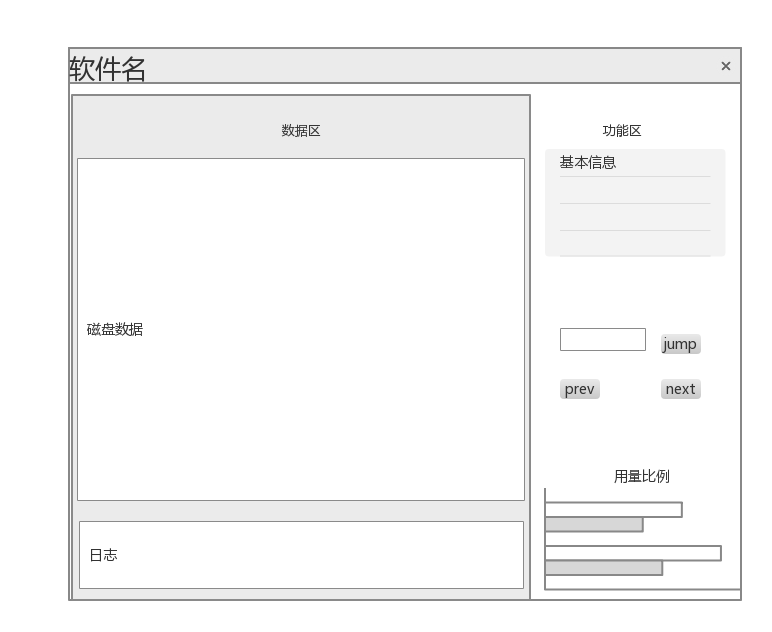 软件名
×
数据区
磁盘数据
日志
功能区
基本信息
jump
prev
next
用量比例